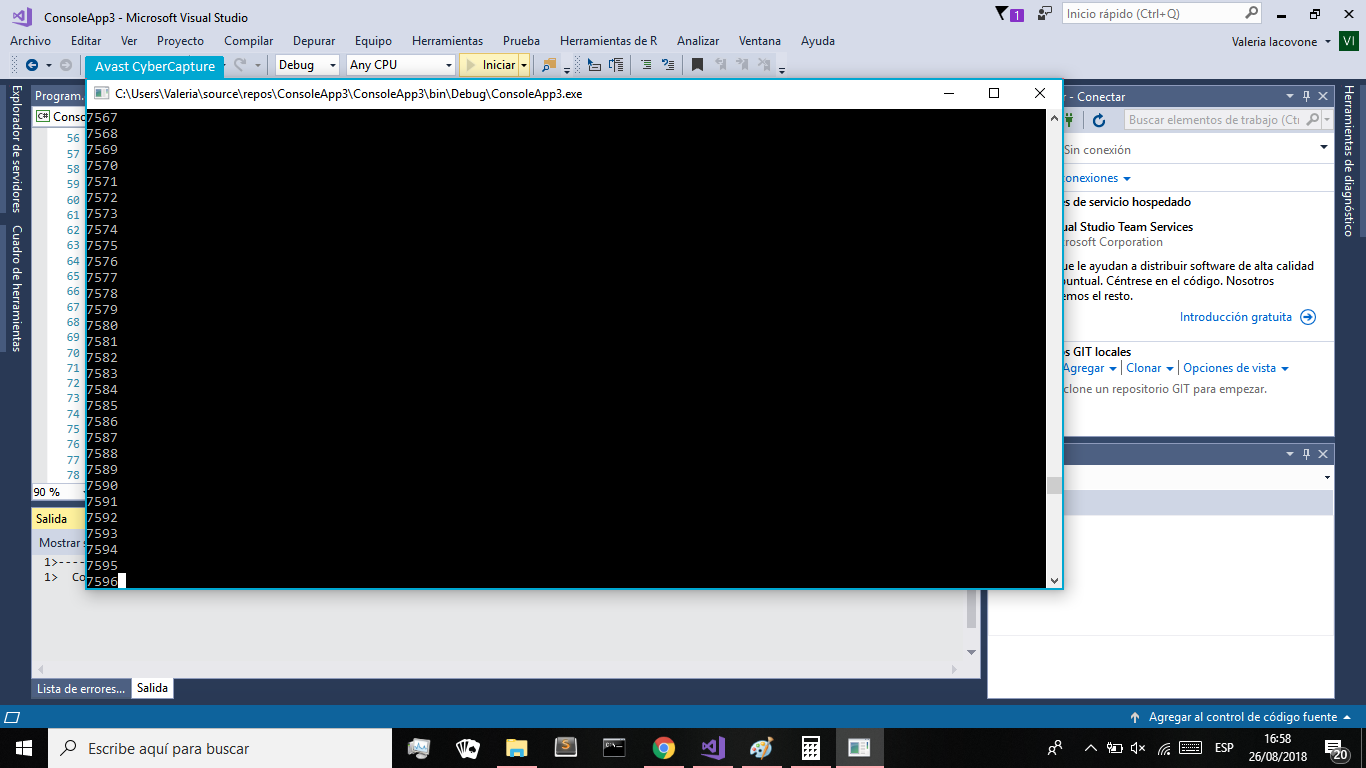 ConsoleApp3 - Microsoft Visual Studio
1
Inicio rápido (Ctrl+Q)
Archivo Editar Ver Proyecto Compilar Depurar Equipo Herramientas Prueba Herramientas de R Analizar Ventana Ayuda
Valeria Iacovone VI
Avast CyberCapture
Debug Any CPU Iniciar
C:\Users\Valeria\source\repos\ConsoleApp3\ConsoleApp3\bin\Debug\ConsoleApp3.exe
Explorador de servidores
Cuadro de herramientas
Program.
C# Conso
56
57
58
59
60
61
62
63
64
65
66
67
68
69
70
71
72
73
74
75
76
77
78
90 %
7567
7568
7569
7570
7571
7572
7573
7574
7575
7576
7577
7578
7579
7580
7581
7582
7583
7584
7585
7586
7587
7588
7589
7590
7591
7592
7593
7594
7595
7596
r - Conectar
Buscar elementos de trabajo (Ctr
Sin conexión
onexiones
es de servicio hospedado
ual Studio Team Services
rosoft Corporation
ue le ayudan a distribuir software de alta calidad
puntual. Céntrese en el código. Nosotros
emos el resto.
Introducción gratuita
s GIT locales
Agregar Clonar Opciones de vista
clone un repositorio GIT para empezar.
Herramientas de diagnóstico
Salida
Mostrar s
1>----
1> Co
Lista de errores... Salida
Agregar al control de código fuente
Escribe aquí para buscar
ESP
16:58
26/08/2018
20